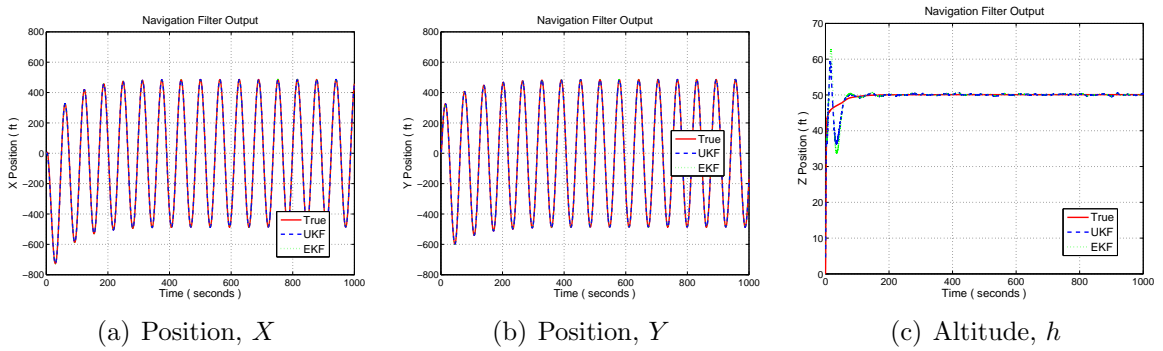 Navigation Filter Output
800
600
400
200
0
−200
−400
−600
−800
X Position ( ft )
0 200 400 600 800 1000
Time ( seconds )
True
UKF
EKF
(a) Position, X
Navigation Filter Output
800
600
400
200
0
−200
−400
−600
−800
Y Position ( ft )
0 200 400 600 800 1000
Time ( seconds )
True
UKF
EKF
(b) Position, Y
Navigation Filter Output
70
60
50
40
30
20
10
0
Z Position ( ft )
0 200 400 600 800 1000
Time ( seconds )
True
UKF
EKF
(c) Altitude, h